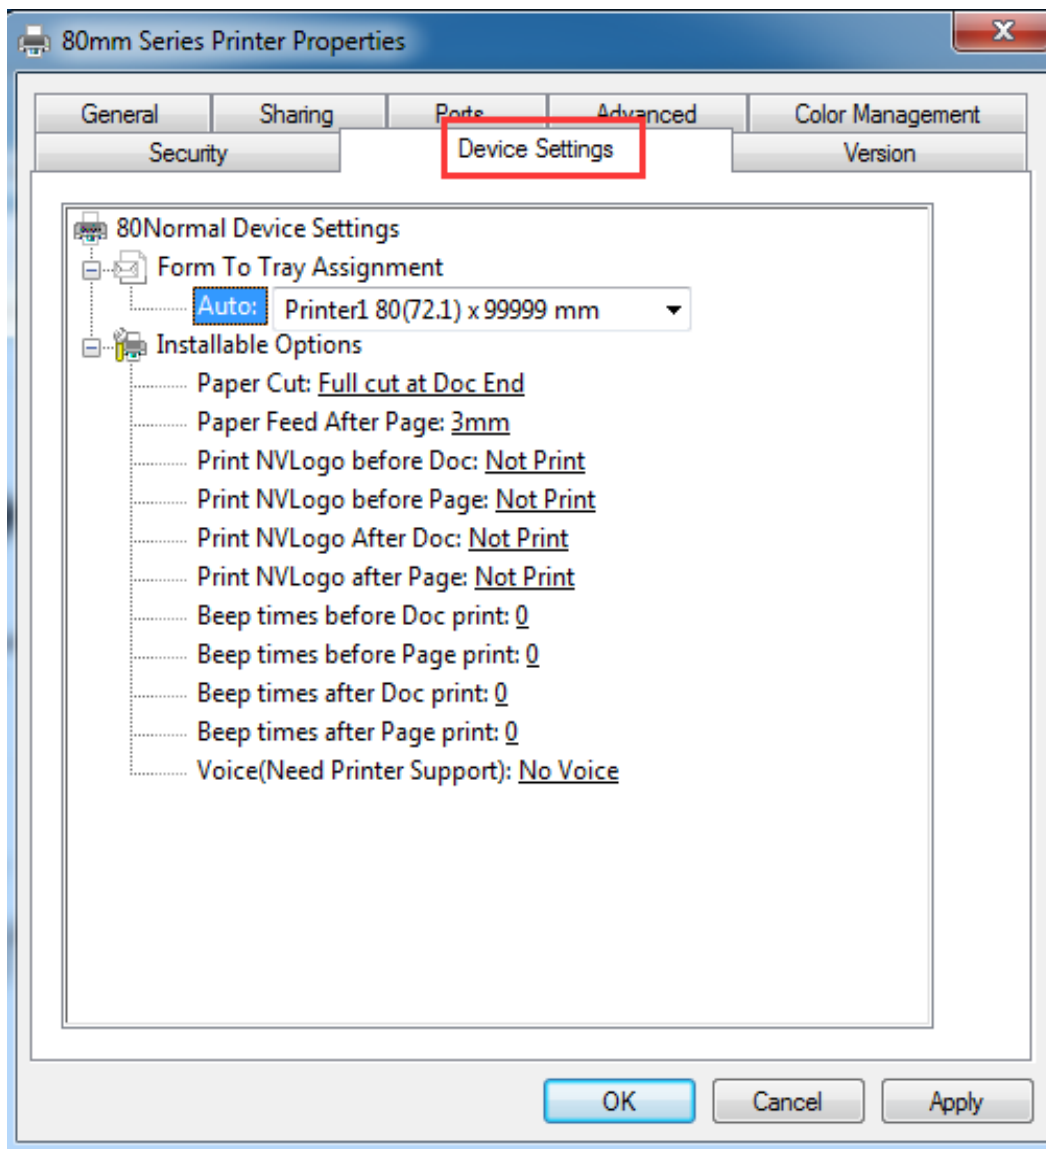 80mm Series Printer Properties
General Sharing Ports Advanced Color Management
Security Device Settings Version
80Normal Device Settings
Form To Tray Assignment
Auto: Printer1 80(72.1) x 99999 mm
Installable Options
Paper Cut: Full cut at Doc End
Paper Feed After Page: 3mm
Print NVLogo before Doc: Not Print
Print NVLogo before Page: Not Print
Print NVLogo After Doc: Not Print
Print NVLogo after Page: Not Print
Beep times before Doc print: 0
Beep times before Page print: 0
Beep times after Doc print: 0
Beep times after Page print: 0
Voice(Need Printer Support): No Voice
OK Cancel Apply